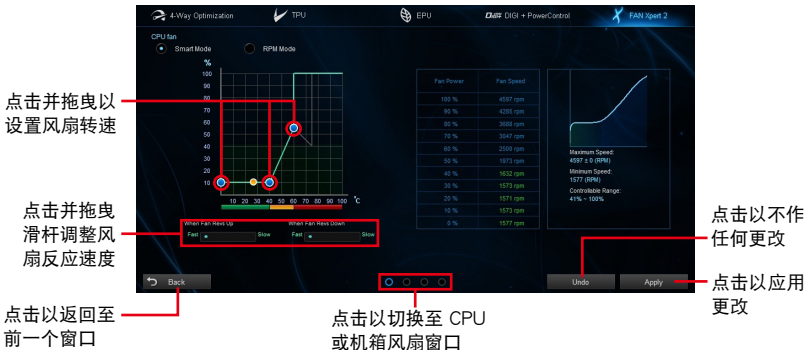 4-Way Optimization
TPU
EPU
DIGI + PowerControl
FAN Xpert 2
CPU fan
Smart Mode
RPM Mode
%
100
90
80
70
60
50
40
30
20
10
10 20 30 40 50 60 70 80 90 100 °C
When Fan Revs Up
Fast
Slow
When Fan Revs Down
Fast
Slow
Fan Power Fan Speed
100 % 4597 rpm
90 % 4285 rpm
80 % 3688 rpm
70 % 3047 rpm
60 % 2500 rpm
50 % 1973 rpm
40 % 1632 rpm
30 % 1573 rpm
20 % 1571 rpm
10 % 1573 rpm
0 % 1577 rpm
Maximum Speed:
4597 ± 0 (RPM)
Minimum Speed:
1577 (RPM)
Controllable Range:
41% ~ 100%
Back
Undo
Apply
点击并拖曳以
设置风扇转速
点击并拖曳
滑杆调整风
扇反应速度
点击以返回至
前一个窗口
点击以切换至 CPU
或机箱风扇窗口
点击以不作
任何更改
点击以应用
更改